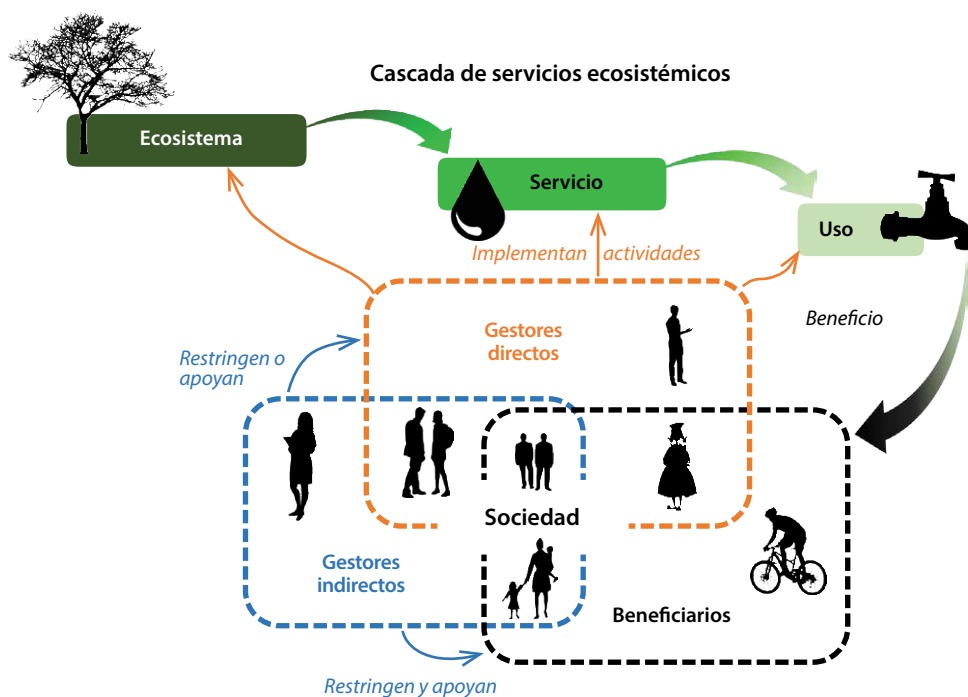 Cascada de servicios ecosistémicos
Ecosistema
Servicio
Uso
Implementan actividades
Beneficio
Gestores
directos
Restringen o
apoyan
Sociedad
Gestores
indirectos
Beneficiarios
Restringen y apoyan